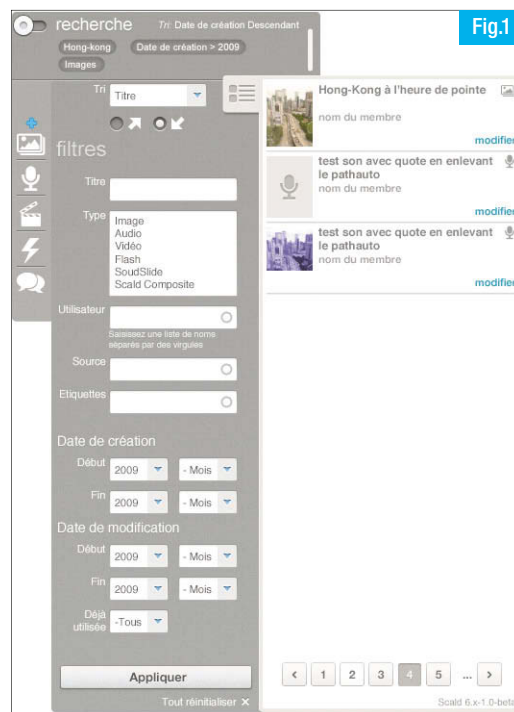 Fig.1
recherche Tri: Date de création Descendant
Hong-kong Date de création > 2009
Images
Tri Titre
filtres
Titre
Type
Image
Audio
Vidéo
Flash
SoudSlide
Scald Composite
Utilisateur
Saisissez une liste de noms
séparés par des virgules
Source
Etiquettes
Date de création
Début 2009 - Mois
Fin 2009 - Mois
Date de modification
Début 2009 - Mois
Fin 2009 - Mois
Déjà
utilisée -Tous
Appliquer
Tout réinitialiser ×
Hong-Kong à l'heure de pointe
nom du membre
modifier
test son avec quote en enlevant
le pathauto
nom du membre
modifier
test son avec quote en enlevant
le pathauto
nom du membre
modifier
< 1 2 3 4 5 ... >
Scald 6.x-1.0-beta